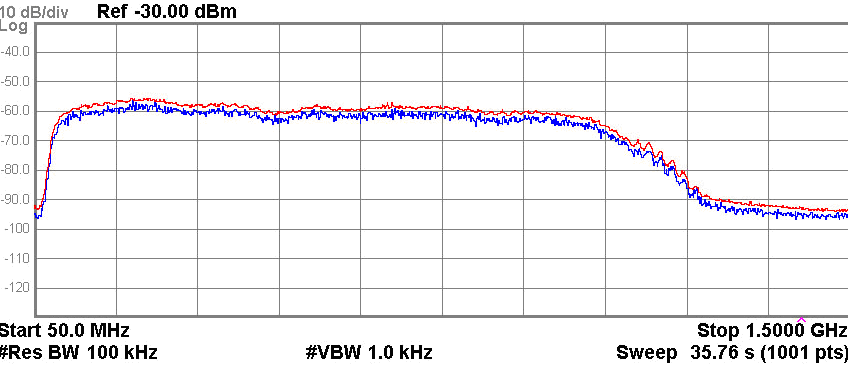 10 dB/div Ref -30.00 dBm
Log
-40.0
-50.0
-60.0
-70.0
-80.0
-90.0
-100
-110
-120
Start 50.0 MHz Stop 1.5000 GHz
#Res BW 100 kHz #VBW 1.0 kHz Sweep 35.76 s (1001 pts)